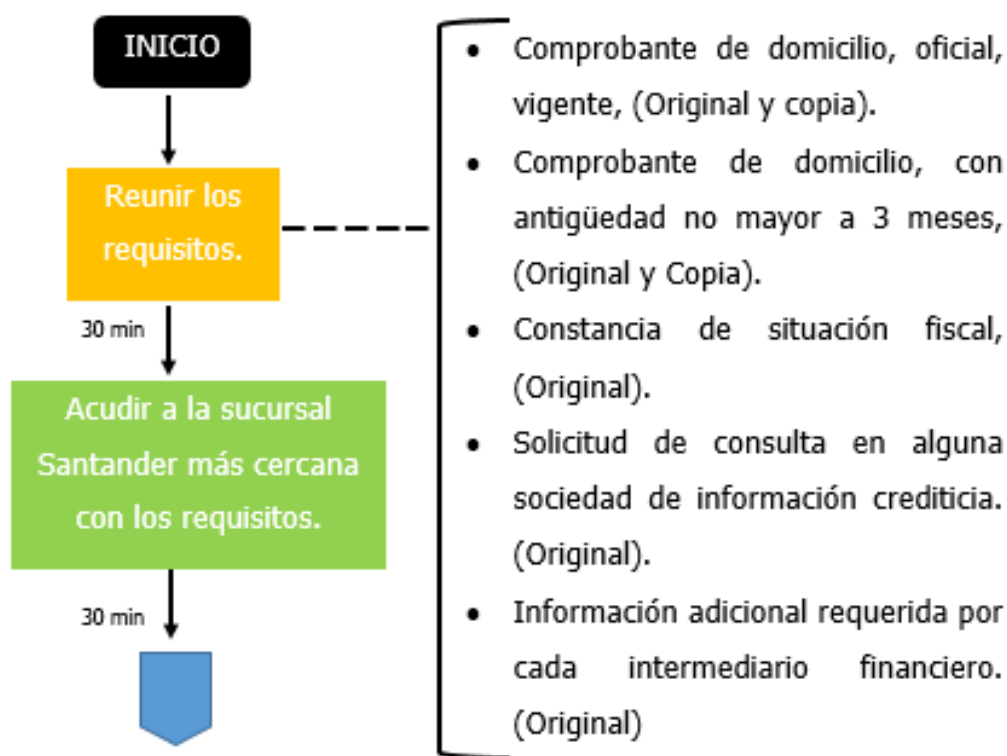 INICIO
Reunir los
requisitos.
30 min
Acudir a la sucursal
Santander más cercana
con los requisitos.
30 min
• Comprobante de domicilio, oficial,
vigente, (Original y copia).
• Comprobante de domicilio, con
antigüedad no mayor a 3 meses,
(Original y Copia).
• Constancia de situación fiscal,
(Original).
• Solicitud de consulta en alguna
sociedad de información crediticia.
(Original).
• Información adicional requerida por
cada intermediario financiero.
(Original)